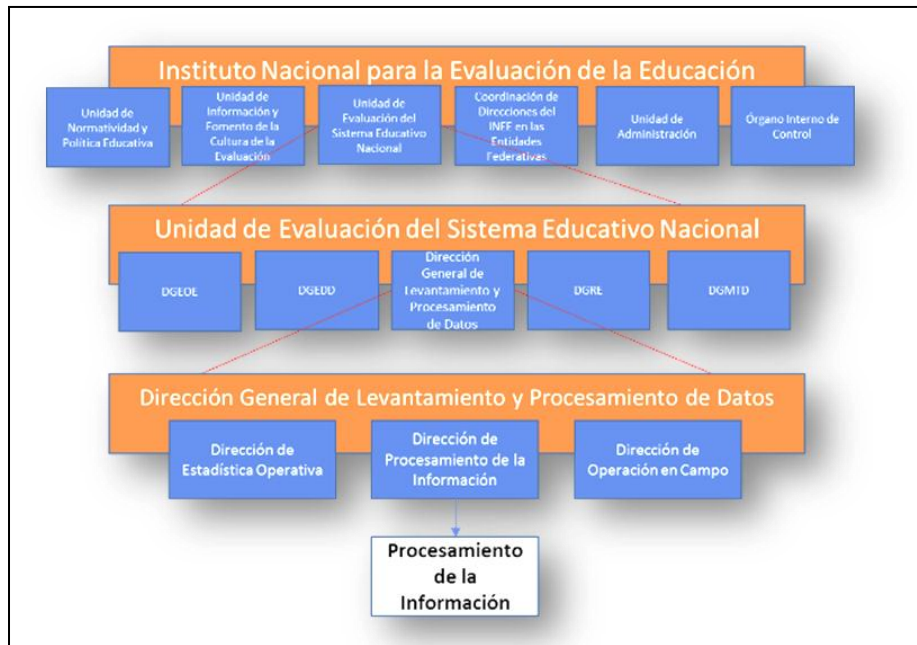 Instituto Nacional para la Evaluación de la Educación
Unidad de
Normatividad y
Política Educativa
Unidad de
Información y
Fomento de la
Cultura de la
Evaluación
Unidad de
Evaluación del
Sistema Educativo
Nacional
Coordinación de
Direcciones del
INEE en las
Entidades
Federativas
Unidad de
Administración
Órgano Interno de
Control
Unidad de Evaluación del Sistema Educativo Nacional
DGEOE
DGEDD
Dirección
General de
Levantamiento y
Procesamiento
de Datos
DGRE
DGMTD
Dirección General de Levantamiento y Procesamiento de Datos
Dirección de
Estadística Operativa
Dirección de
Procesamiento de la
Información
Dirección de
Operación en Campo
Procesamiento
de la
Información